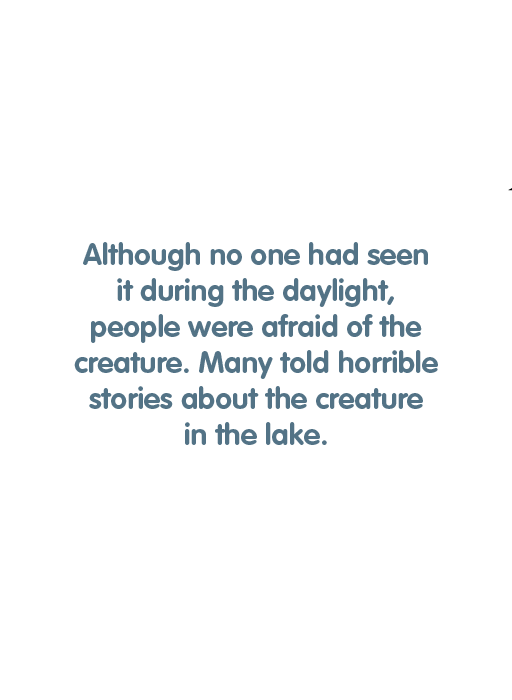 Although no one had seen
it during the daylight,
people were afraid of the
creature. Many told horrible
stories about the creature
in the lake.